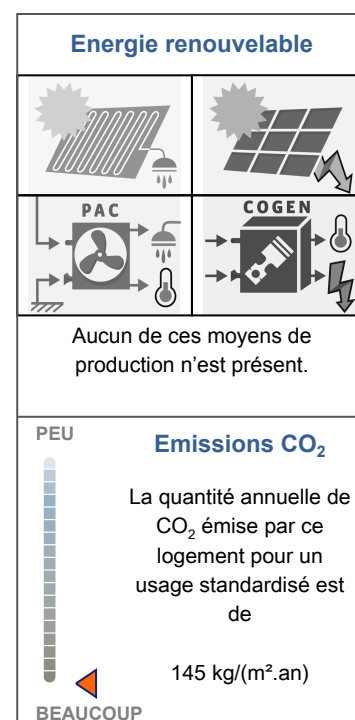 Energie renouvelable
PAC
COGEN
Aucun de ces moyens de
production n’est présent.
PEU
Emissions CO₂
La quantité annuelle de
CO₂ émise par ce
logement pour un
usage standardisé est
de
145 kg/(m².an)
BEAUCOUP